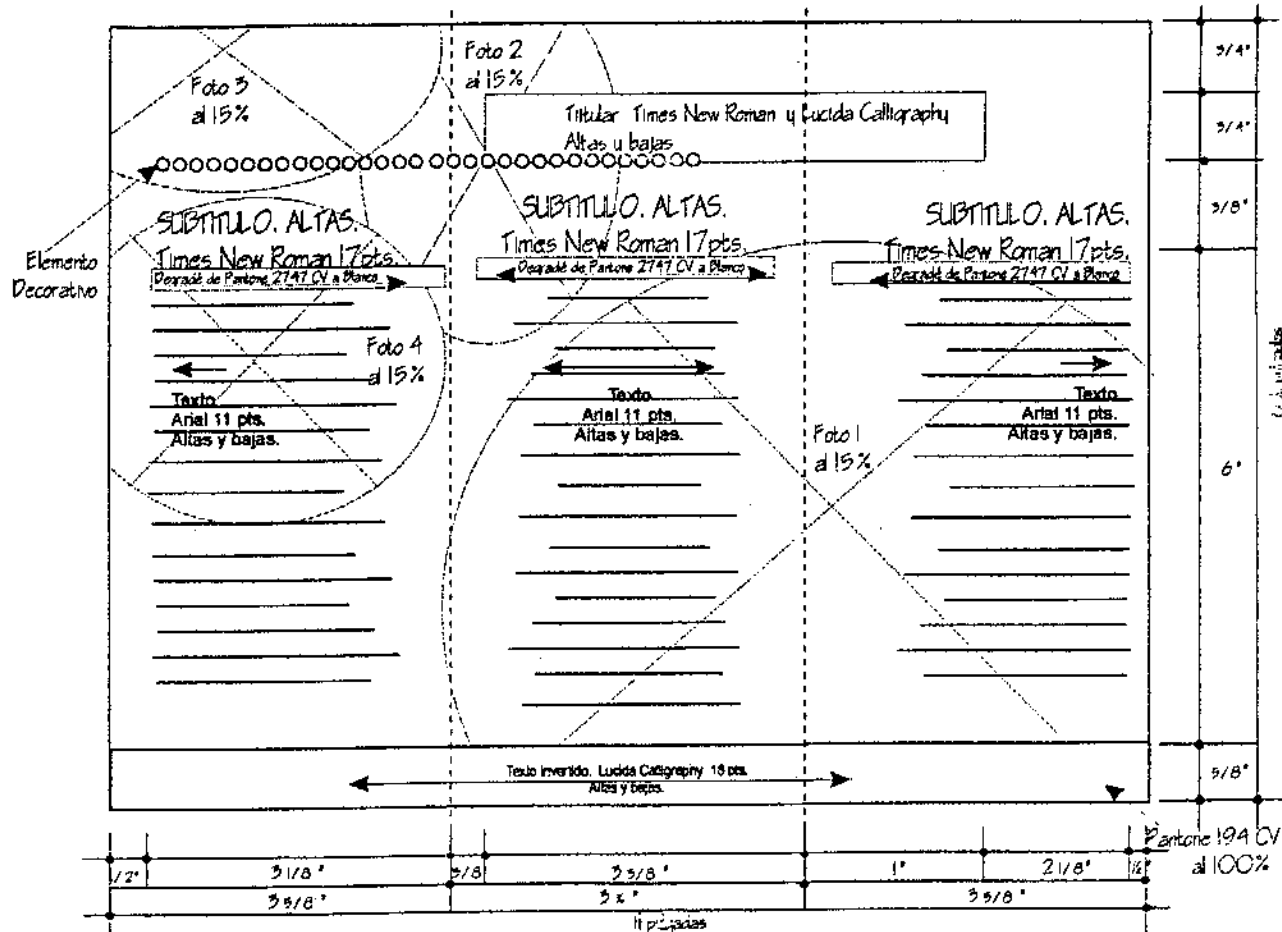 Foto 3
al 15%
Foto 2
al 15%
Titular Times New Roman y Lucida Calligraphy
Altas y bajas
Elemento
Decorativo
SUBTITULO. ALTAS.
Times New Roman 17pts.
Degradé de Pantone 2747 CV a Blanco
SUBTITULO. ALTAS.
Times New Roman 17pts.
Degradé de Pantone 2747 CV a Blanco
SUBTITULO. ALTAS.
Times New Roman 17pts.
Degradé de Pantone 2747 CV a Blanco
Foto 4
al 15%
Texto
Arial 11 pts.
Altas y bajas.
Texto
Arial 11 pts.
Altas y bajas.
Foto 1
al 15%
Texto
Arial 11 pts.
Altas y bajas.
Texto invertido. Lucida Calligraphy 18 pts.
Altas y bajas.
Pantone 194 CV
al 100%
3/4"
3/4"
6"
5/8"
3 1/8"
3 3/8"
1"
2 1/8"
3 5/8"
3 5/8"
11 pulgadas